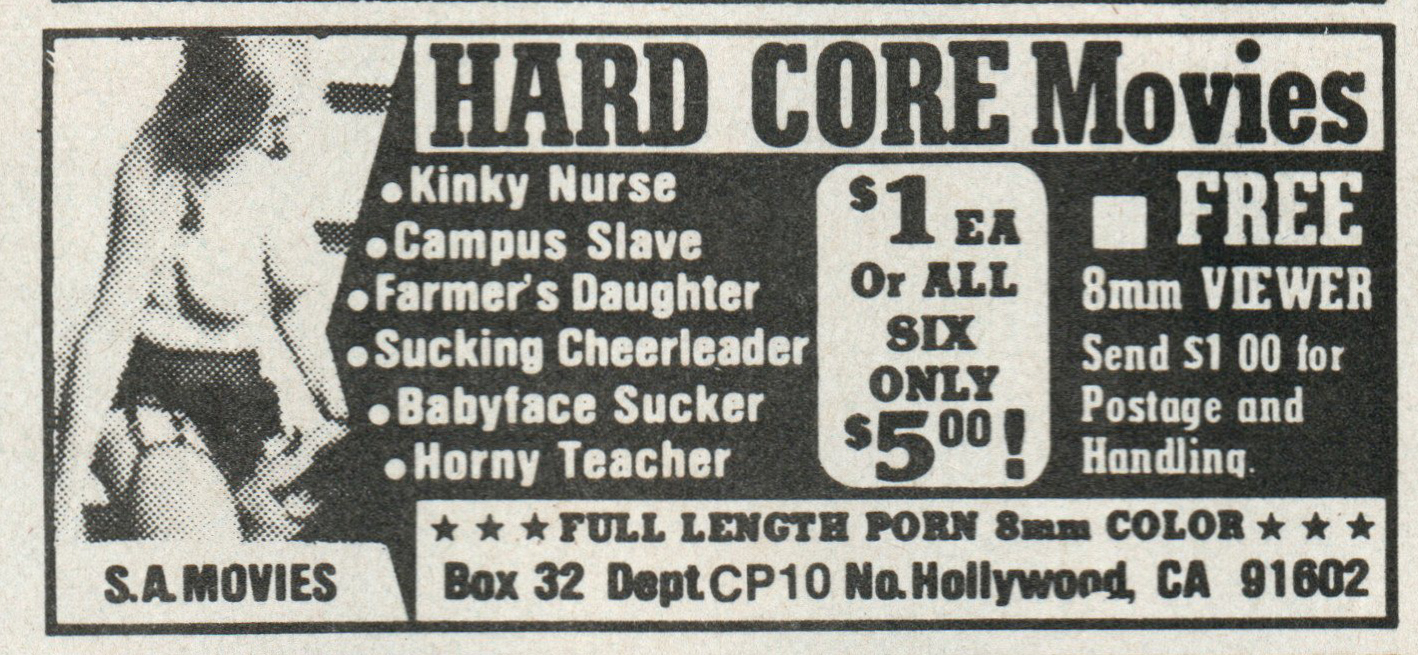 HARD CORE Movies
•Kinky Nurse
•Campus Slave
•Farmer's Daughter
•Sucking Cheerleader
•Babyface Sucker
•Horny Teacher
$1 EA
Or ALL
SIX
ONLY
$500!
FREE
8mm VIEWER
Send $1 00 for
Postage and
Handling.
★ ★ ★ FULL LENGTH PORN 8mm COLOR ★ ★ ★
S.A. MOVIES
Box 32 Dept. CP10 No. Hollywood, CA 91602